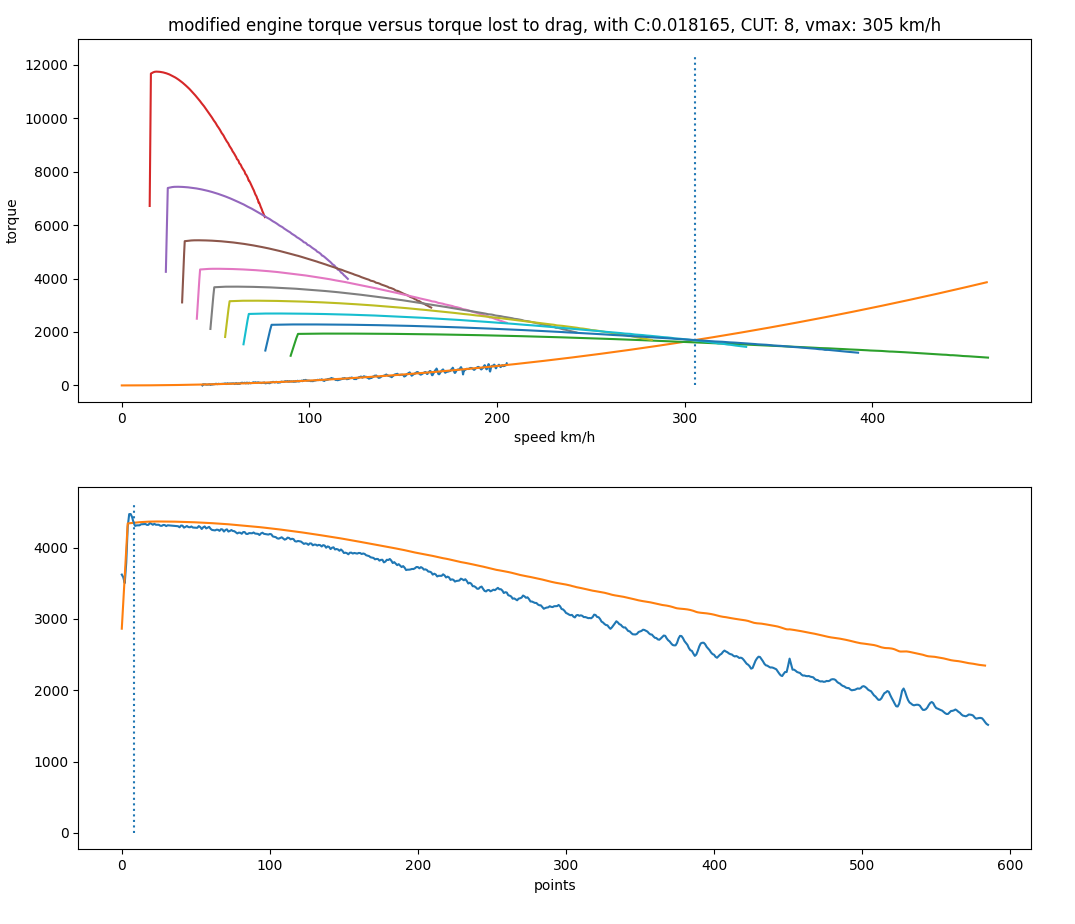 modified engine torque versus torque lost to drag, with C:0.018165, CUT: 8, vmax: 305 km/h
12000
10000
8000
6000
4000
2000
0
torque
0 100 200 300 400
speed km/h
4000
3000
2000
1000
0
0 100 200 300 400 500 600
points